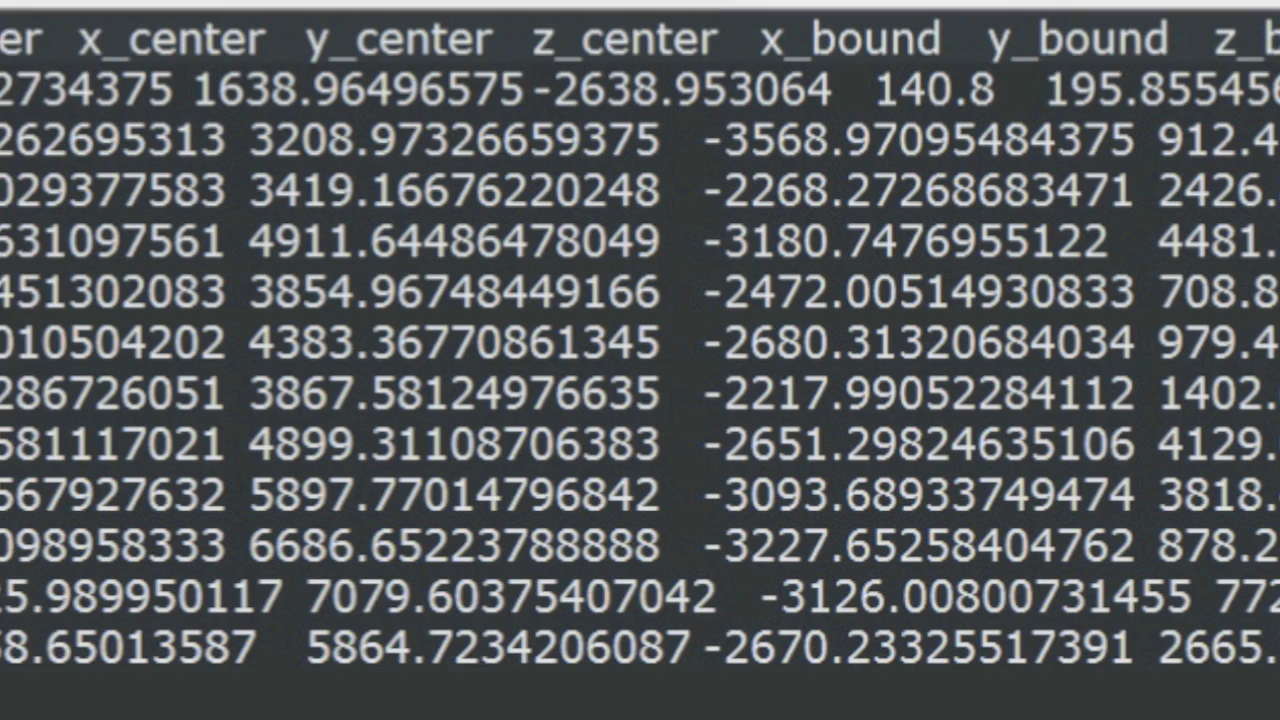 er x_center y_center z_center x_bound y_bound z_b
2734375 1638.96496575 -2638.953064 140.8 195.855456
262695313 3208.97326659375 -3568.97095484375 912.4
029377583 3419.16676220248 -2268.27268683471 2426.
631097561 4911.64486478049 -3180.7476955122 4481.
451302083 3854.96748449166 -2472.00514930833 708.8
010504202 4383.36770861345 -2680.31320684034 979.4
286726051 3867.58124976635 -2217.99052284112 1402.
581117021 4899.31108706383 -2651.29824635106 4129.
567927632 5897.77014796842 -3093.68933749474 3818.
098958333 6686.65223788888 -3227.65258404762 878.2
5.989950117 7079.60375407042 -3126.00800731455 772
8.65013587 5864.7234206087 -2670.23325517391 2665.